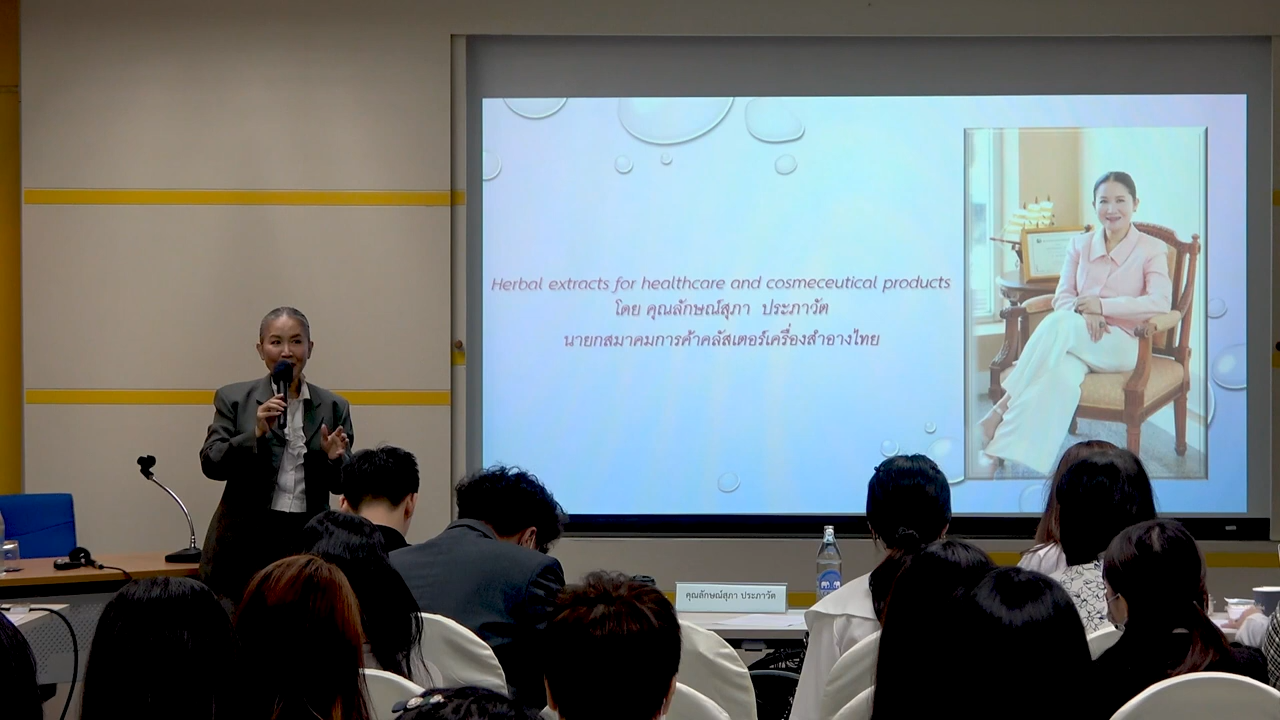 Herbal extracts for healthcare and cosmeceutical products
โดย คุณลักษณ์สุภา ประภาวัต
นายกสมาคมการค้าคลัสเตอร์เครื่องสำอางไทย
คุณลักษณ์สุภา ประภาวัต